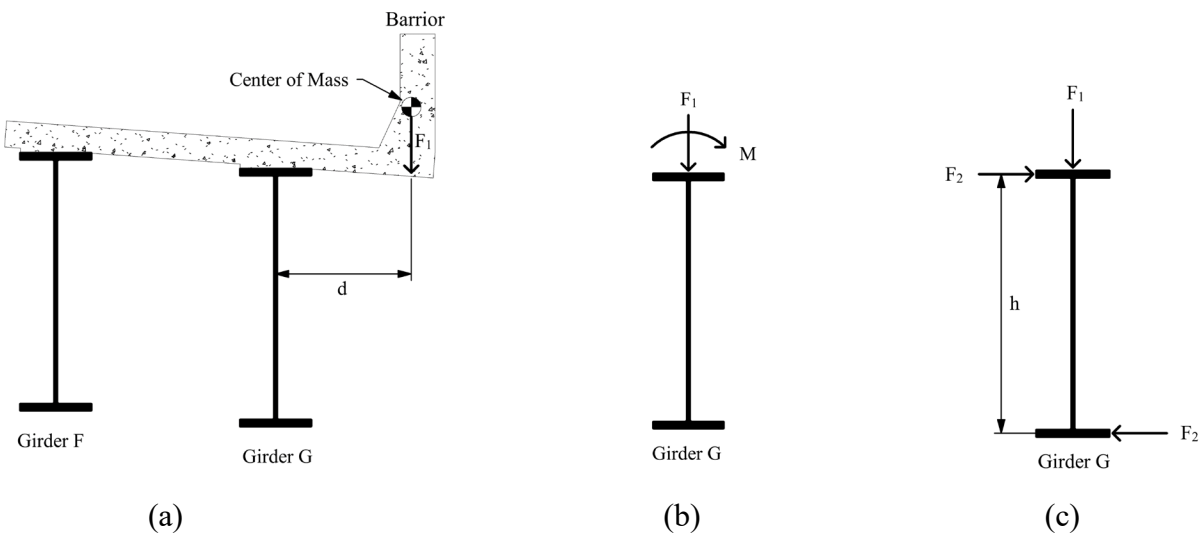 Barrior
Center of Mass
F₁
d
Girder F
Girder G
(a)
F₁
M
Girder G
(b)
F₁
F₂
h
F₂
Girder G
(c)